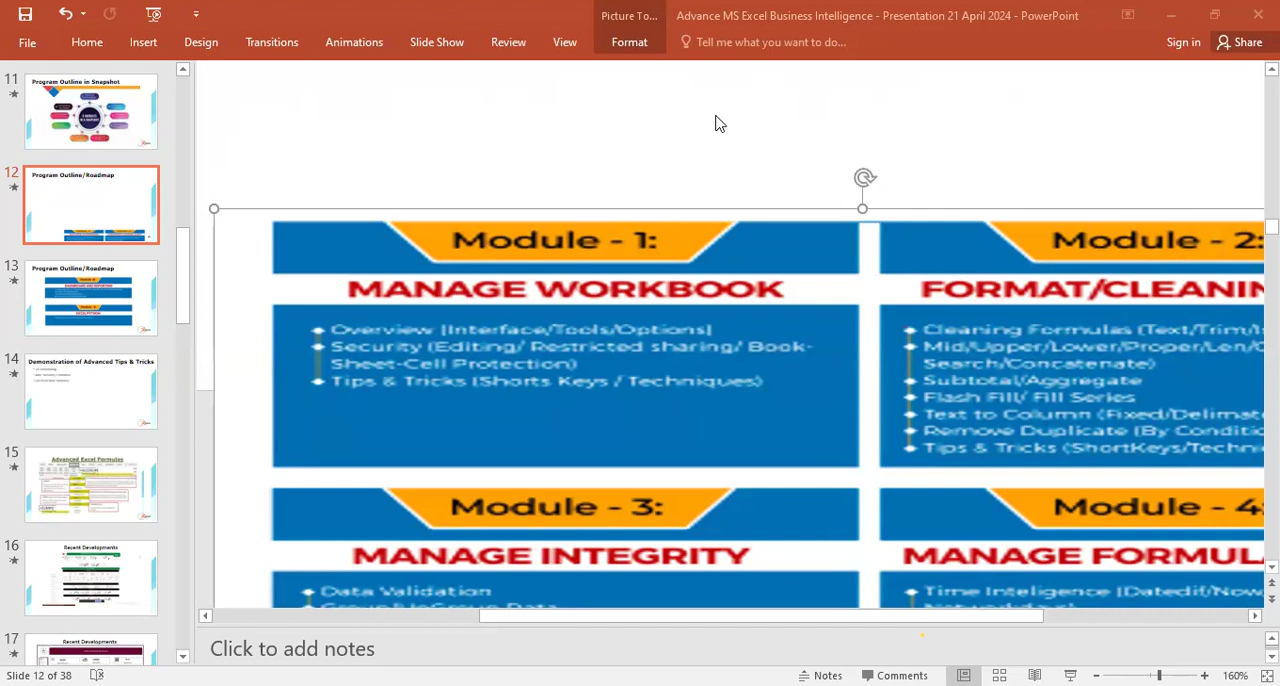 Picture To...
Advance MS Excel Business Intelligence - Presentation 21 April 2024 - PowerPoint
File
Home
Insert
Design
Transitions
Animations
Slide Show
Review
View
Format
Tell me what you want to do...
Sign in
Share
11
Program Outline in Snapshot
12
Program Outline/Roadmap
13
Program Outline/Roadmap
14
Demonstration of Advanced Tips & Tricks
15
Advanced Excel Formulas
16
Recent Developments
17
Recent Developments
Module - 1:
MANAGE WORKBOOK
Overview (Interface/Tools/Options)
Security (Editing/ Restricted sharing/ Book-
Sheet-Cell Protection)
Tips & Tricks (Shorts Keys / Techniques)
Module - 2:
FORMAT/CLEANIN
Cleaning Formulas (Text/Trim/Is
Mid/Upper/Lower/Proper/Len/C
Search/Concatenate)
Subtotal/Aggregate
Flash Fill/ Fill Series
Text to Column (Fixed/Delimat
Remove Duplicate (By Conditio
Tips & Tricks (ShortKeys/Techni
Module - 3:
MANAGE INTEGRITY
Data Validation
Group/UnGroup Data
Module - 4:
MANAGE FORMUL
Time Inteligence (Datedif/Now
Networkdays)
Click to add notes
Slide 12 of 38
Notes
Comments
160%